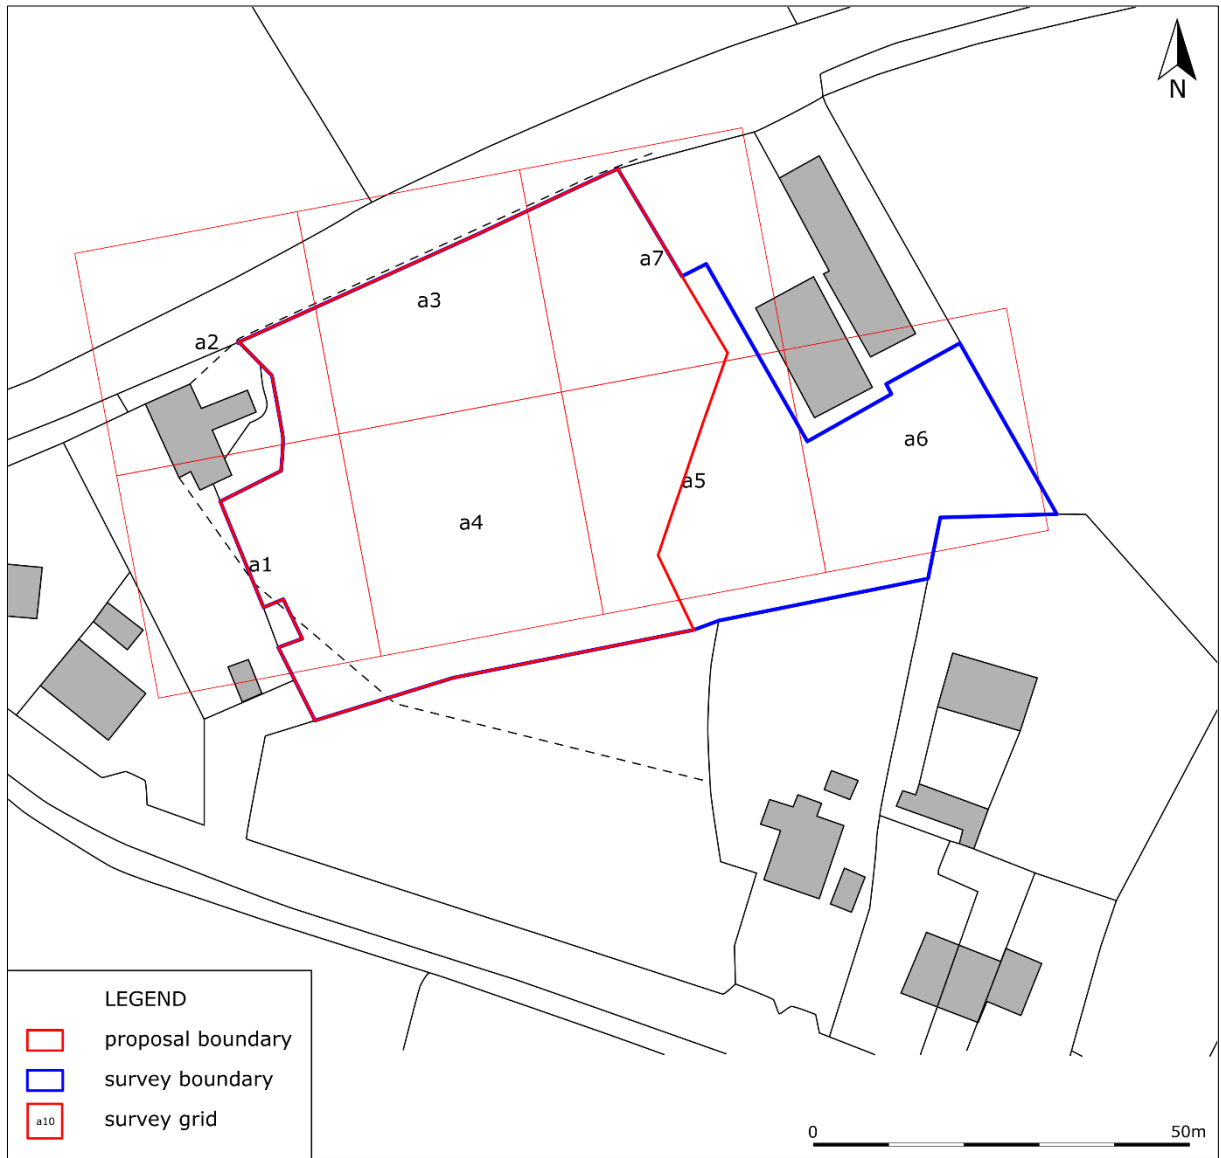 N
a7
a3
a2
a6
a5
a4
a1
LEGEND
proposal boundary
survey boundary
a10 survey grid
0 50m